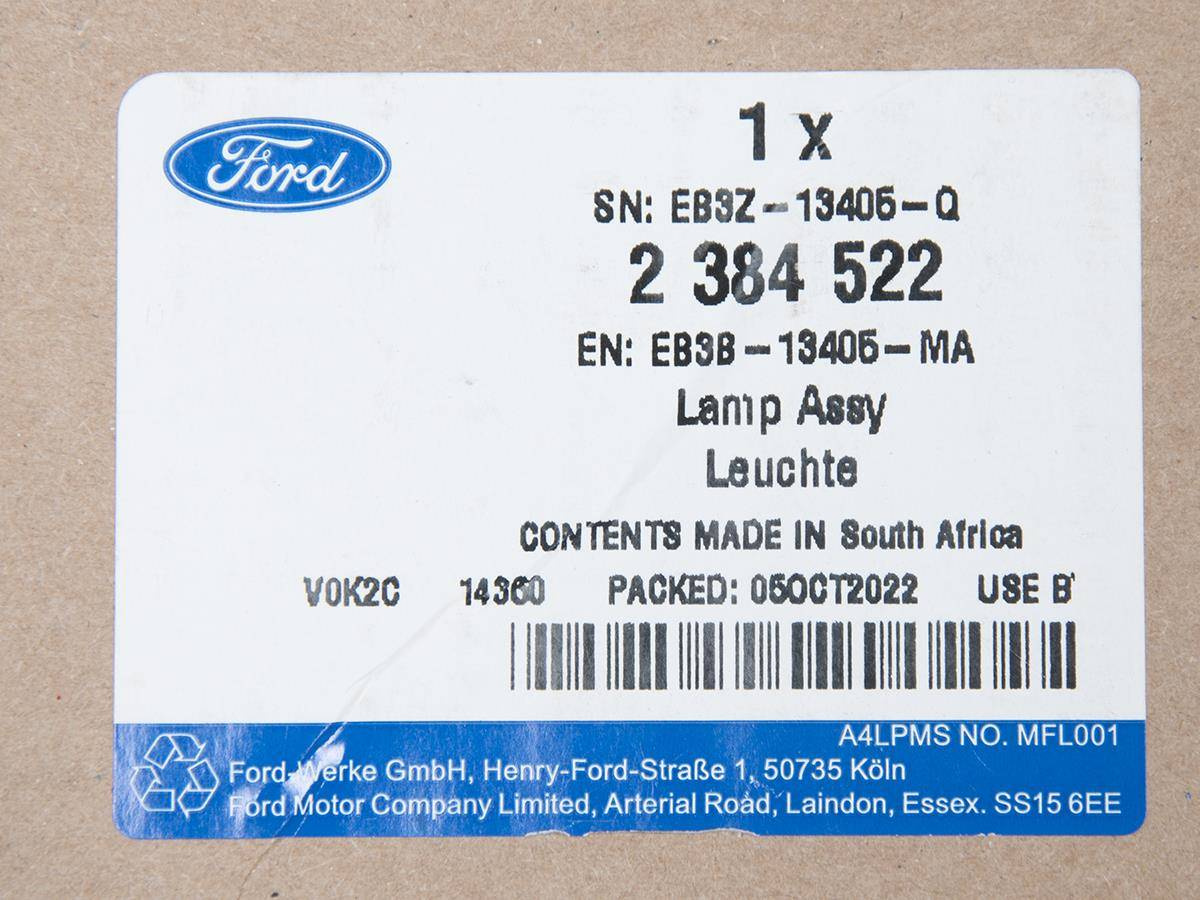 Ford
1 x
SN: EB3Z-13405-Q
2 384 522
EN: EB3B-13405-MA
Lamp Assy
Leuchte
CONTENTS MADE IN South Africa
V0K2C 14360 PACKED: 05OCT2022 USE B'
A4LPMS NO. MFL001
Ford-Werke GmbH, Henry-Ford-Straße 1, 50735 Köln
Ford Motor Company Limited, Arterial Road, Laindon, Essex. SS15 6EE